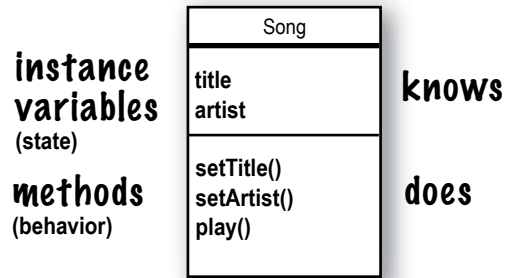 Song
instance
variables
(state)
title
artist
knows
methods
(behavior)
setTitle()
setArtist()
play()
does